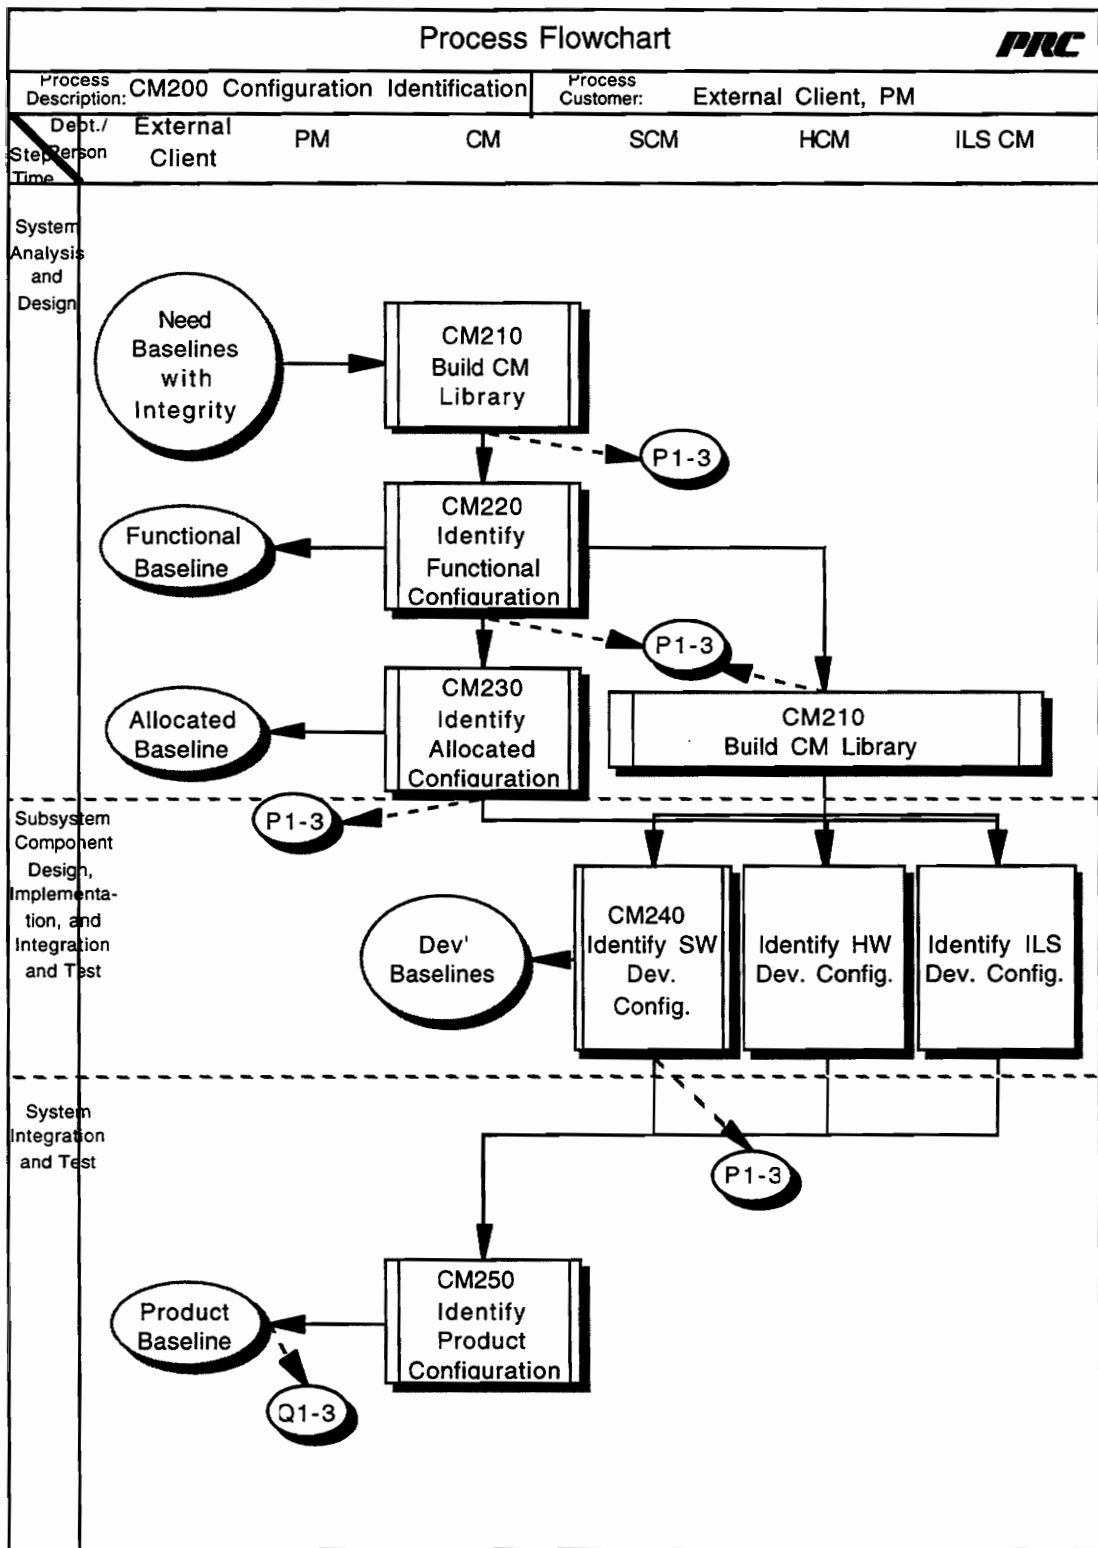 Process Flowchart
PRC
Process
Description: CM200 Configuration Identification
Process
Customer: External Client, PM
Dept./
Person
Step
Time
External
Client
PM
CM
SCM
HCM
ILS CM
System
Analysis
and
Design
Need
Baselines
with
Integrity
CM210
Build CM
Library
P1-3
Functional
Baseline
CM220
Identify
Functional
Configuration
P1-3
Allocated
Baseline
CM230
Identify
Allocated
Configuration
CM210
Build CM Library
P1-3
Subsystem
Component
Design,
Implementa-
tion, and
Integration
and Test
Dev'
Baselines
CM240
Identify SW
Dev.
Config.
Identify HW
Dev. Config.
Identify ILS
Dev. Config.
System
Integration
and Test
P1-3
Product
Baseline
CM250
Identify
Product
Configuration
Q1-3